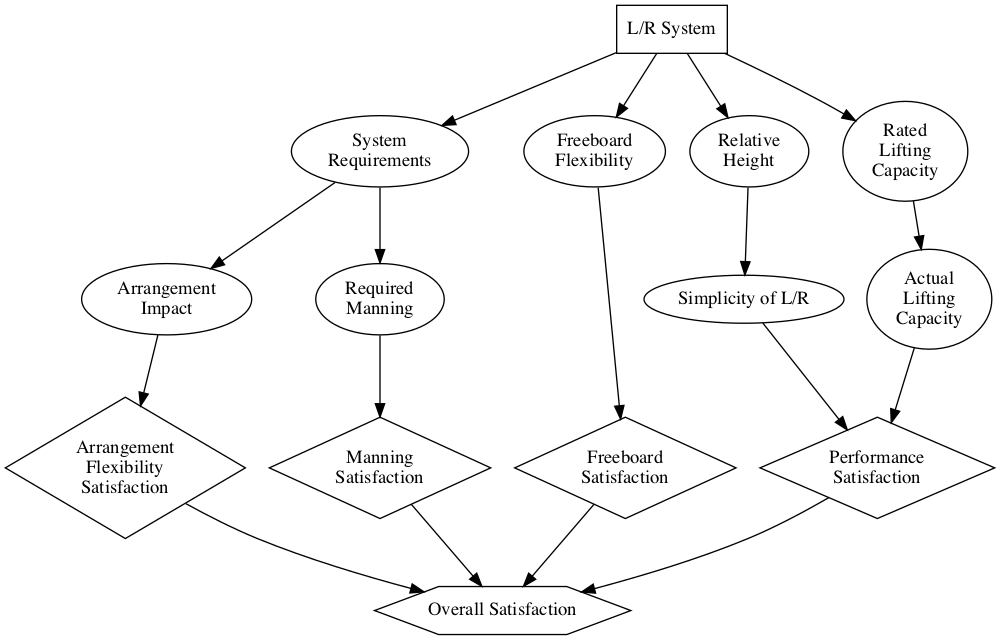 L/R System
System
Requirements
Freeboard
Flexibility
Relative
Height
Rated
Lifting
Capacity
Arrangement
Impact
Required
Manning
Simplicity of L/R
Actual
Lifting
Capacity
Arrangement
Flexibility
Satisfaction
Manning
Satisfaction
Freeboard
Satisfaction
Performance
Satisfaction
Overall Satisfaction